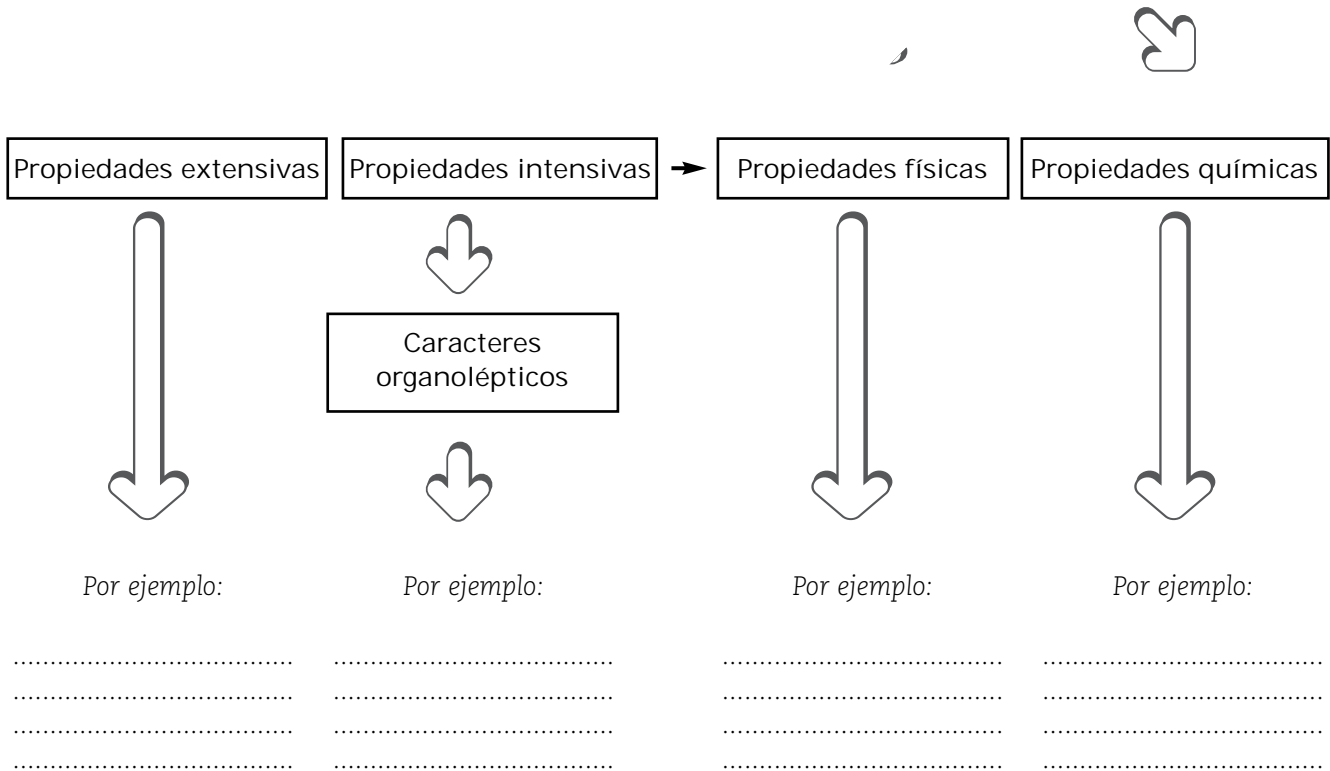 Propiedades extensivas
Propiedades intensivas
Propiedades físicas
Propiedades químicas
Caracteres
organolépticos
Por ejemplo:
Por ejemplo:
Por ejemplo:
Por ejemplo: